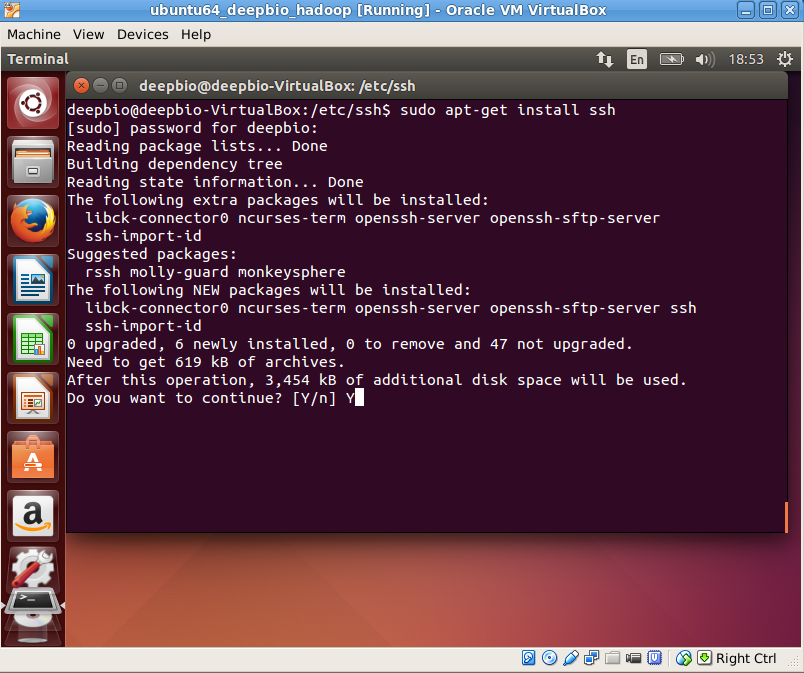 ubuntu64_deepbio_hadoop [Running] - Oracle VM VirtualBox
Machine View Devices Help
Terminal En 18:53
deepbio@deepbio-VirtualBox: /etc/ssh
deepbio@deepbio-VirtualBox:/etc/ssh$ sudo apt-get install ssh
[sudo] password for deepbio:
Reading package lists... Done
Building dependency tree
Reading state information... Done
The following extra packages will be installed:
  libck-connector0 ncurses-term openssh-server openssh-sftp-server
  ssh-import-id
Suggested packages:
  rssh molly-guard monkeysphere
The following NEW packages will be installed:
  libck-connector0 ncurses-term openssh-server openssh-sftp-server ssh
  ssh-import-id
0 upgraded, 6 newly installed, 0 to remove and 47 not upgraded.
Need to get 619 kB of archives.
After this operation, 3,454 kB of additional disk space will be used.
Do you want to continue? [Y/n] Y
Right Ctrl